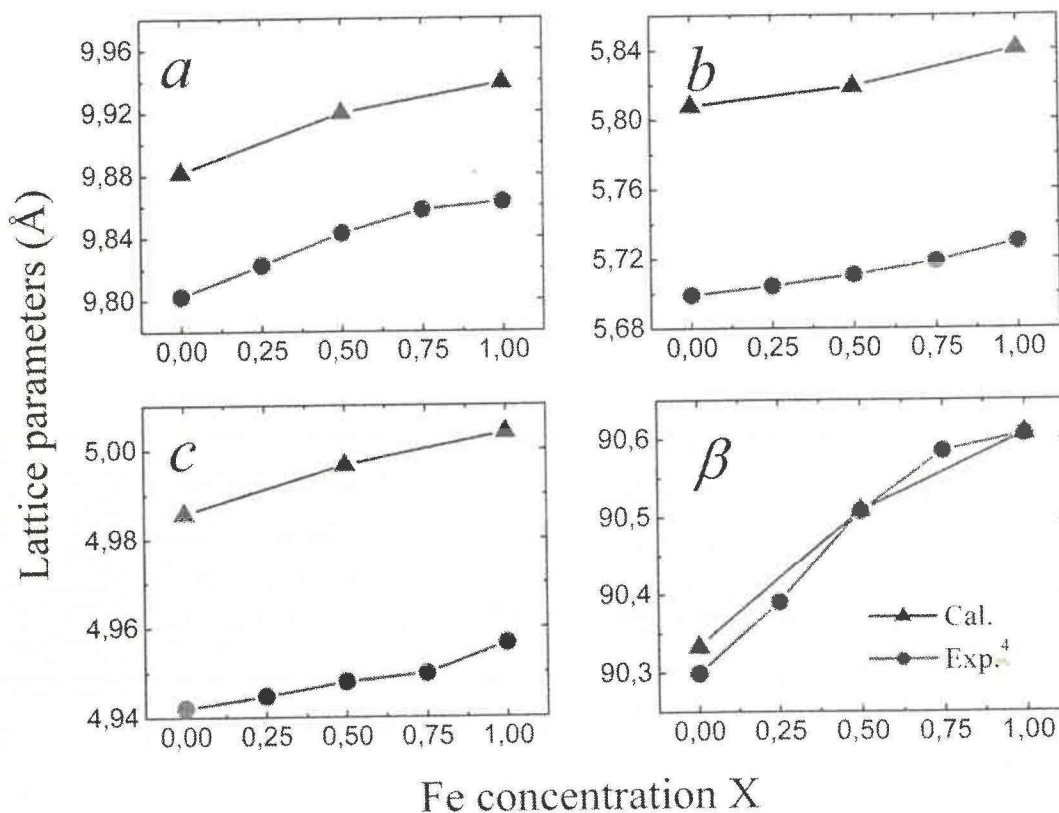 Lattice parameters (Å)
a
9,96
9,92
9,88
9,84
9,80
0,00 0,25 0,50 0,75 1,00
b
5,84
5,80
5,76
5,72
5,68
0,00 0,25 0,50 0,75 1,00
c
5,00
4,98
4,96
4,94
0,00 0,25 0,50 0,75 1,00
β
90,6
90,5
90,4
90,3
Cal.
Exp.⁴
0,00 0,25 0,50 0,75 1,00
Fe concentration X